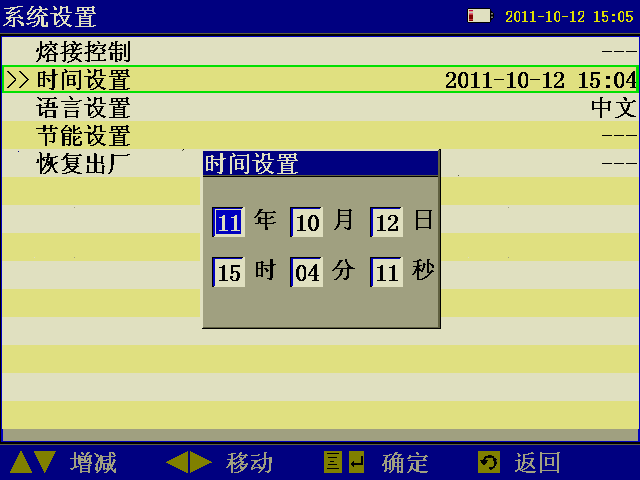 系统设置 2011-10-12 15:05
熔接控制 ---
>> 时间设置 2011-10-12 15:04
语言设置 中文
节能设置 ---
恢复出厂 ---
时间设置
11 年 10 月 12 日
15 时 04 分 11 秒
增减 移动 确定 返回